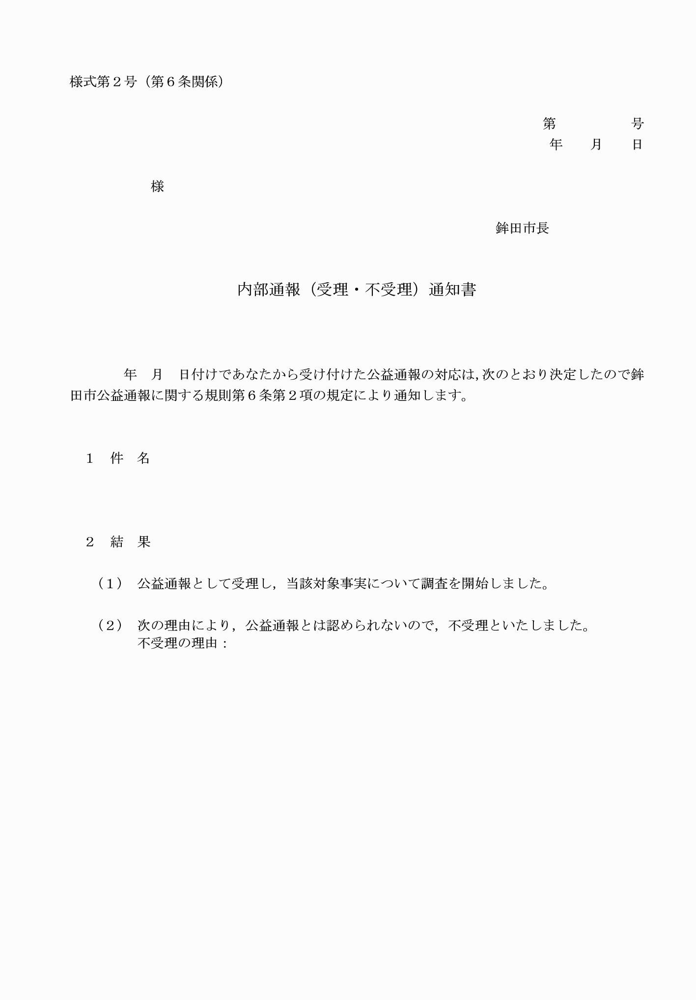 様式第２号（第６条関係）
第　　　　　号
年　　月　　日
様
鉾田市長
内部通報（受理・不受理）通知書
年　月　日付けであなたから受け付けた公益通報の対応は，次のとおり決定したので鉾
田市公益通報に関する規則第６条第２項の規定により通知します。
１　件　名
２　結　果
（１）　公益通報として受理し，当該対象事実について調査を開始しました。
（２）　次の理由により，公益通報とは認められないので，不受理といたしました。
不受理の理由：